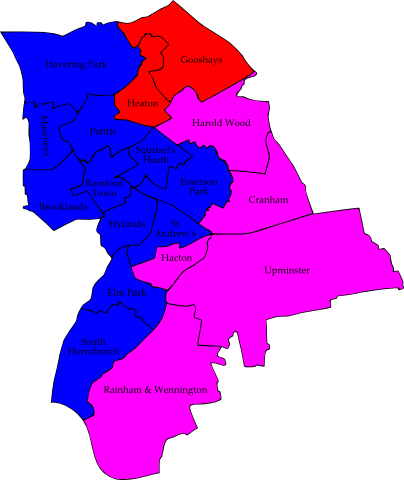 Gooshays
Havering Park
Heaton
Mawneys
Harold Wood
Pettits
Squirrel's
Heath
Emerson
Park
Romford
Town
Cranham
Brooklands
Hylands
St
Andrew's
Hacton
Upminster
Elm Park
South
Hornchurch
Rainham & Wennington